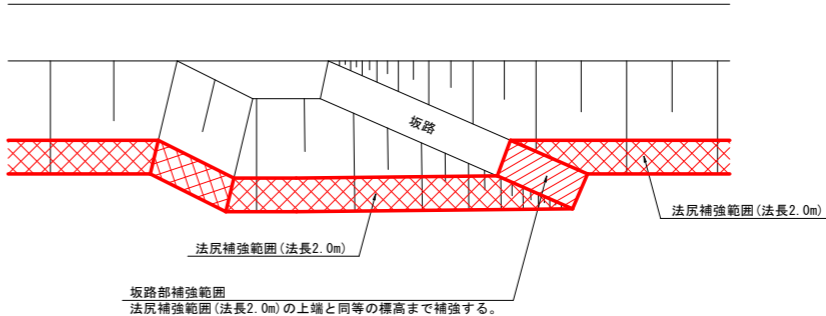 坂路
法尻補強範囲(法長2.0m)
法尻補強範囲(法長2.0m)
坂路部補強範囲
法尻補強範囲(法長2.0m)の上端と同等の標高まで補強する。